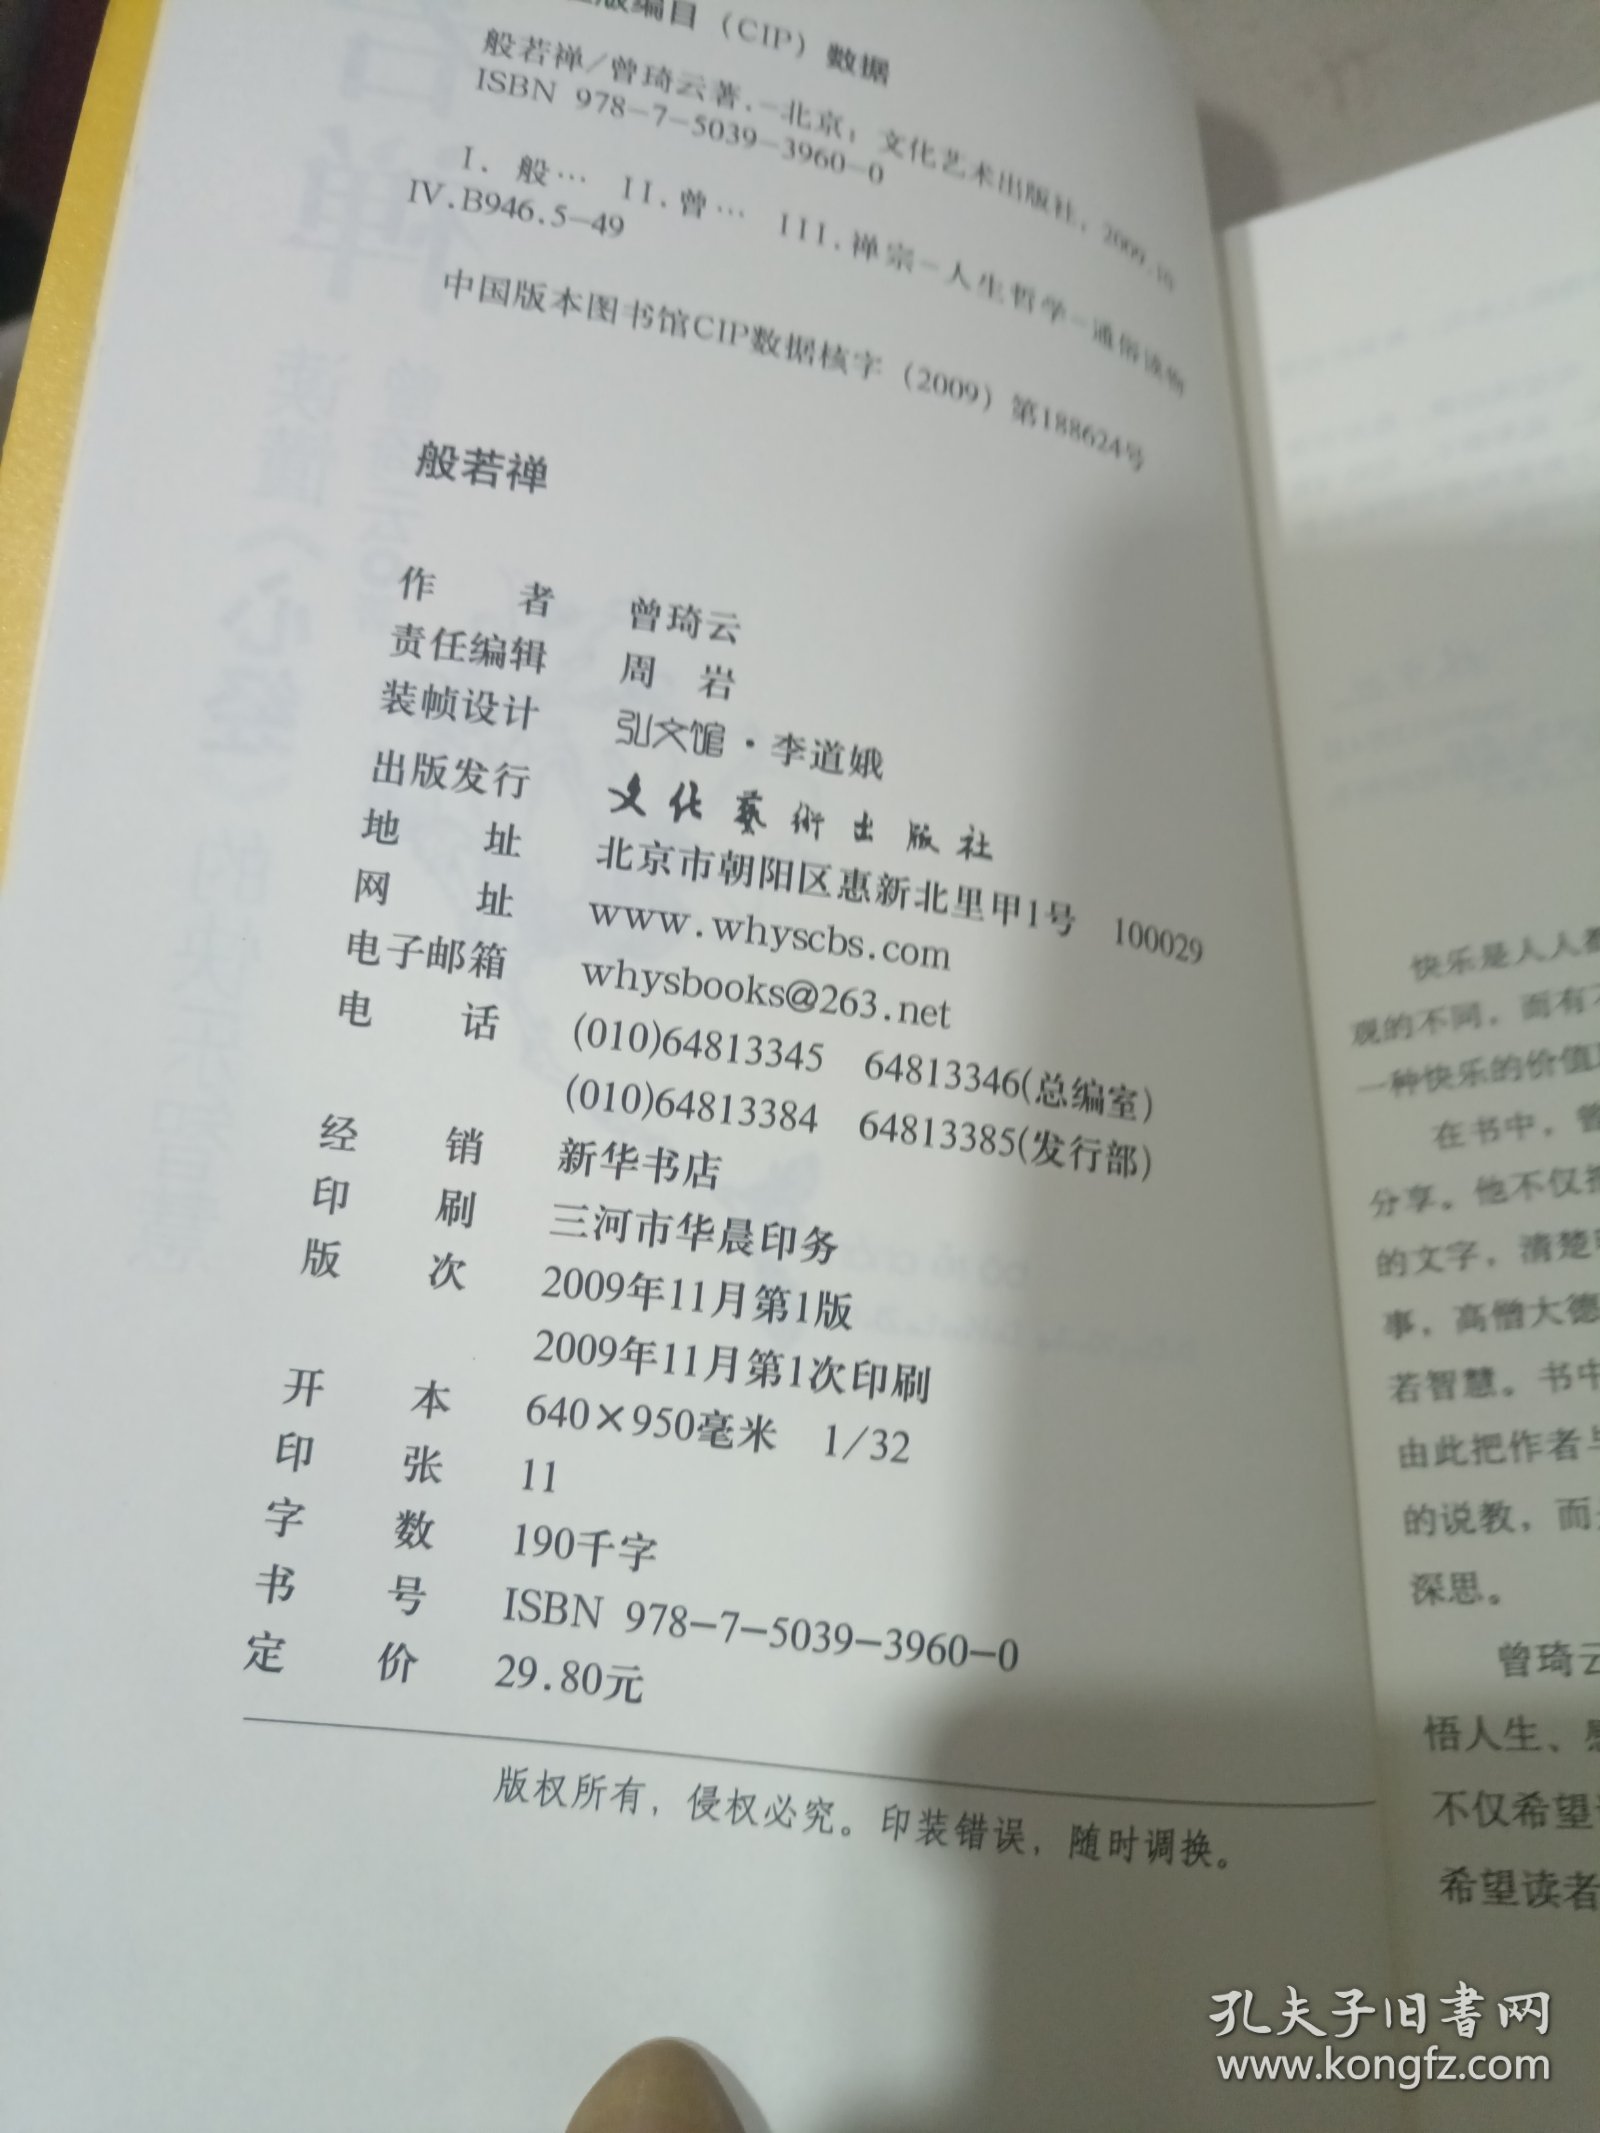 版编目（CIP）数据
般若禅／曾琦云著.－北京：文化艺术出版社，2009.10
ISBN 978－7－5039－3960－0
I. 般… II.曾… III.禅宗－人生哲学－通俗读物
IV.B946.5－49
中国版本图书馆CIP数据核字（2009）第188624号
般若禅
作　　者　曾琦云
责任编辑　周　岩
装帧设计　弘文馆·李道娥
出版发行　文化藝術出版社
地　　址　北京市朝阳区惠新北里甲1号　100029
网　　址　www.whyscbs.com
电子邮箱　whysbooks@263.net
电　　话　(010)64813345　64813346(总编室)
(010)64813384　64813385(发行部)
经　　销　新华书店
印　　刷　三河市华晨印务
版　　次　2009年11月第1版
2009年11月第1次印刷
开　　本　640×950毫米　1/32
印　　张　11
字　　数　190千字
书　　号　ISBN 978－7－5039－3960－0
定　　价　29.80元
版权所有，侵权必究。印装错误，随时调换。
快乐是人人都
观的不同，而有不
一种快乐的价值
在书中，曾
分享。他不仅
的文字，清楚
事，高僧大德
若智慧。书中
由此把作者
的说教，而
深思。
曾琦云
悟人生、
不仅希望
希望读者
孔夫子旧书网
www.kongfz.com